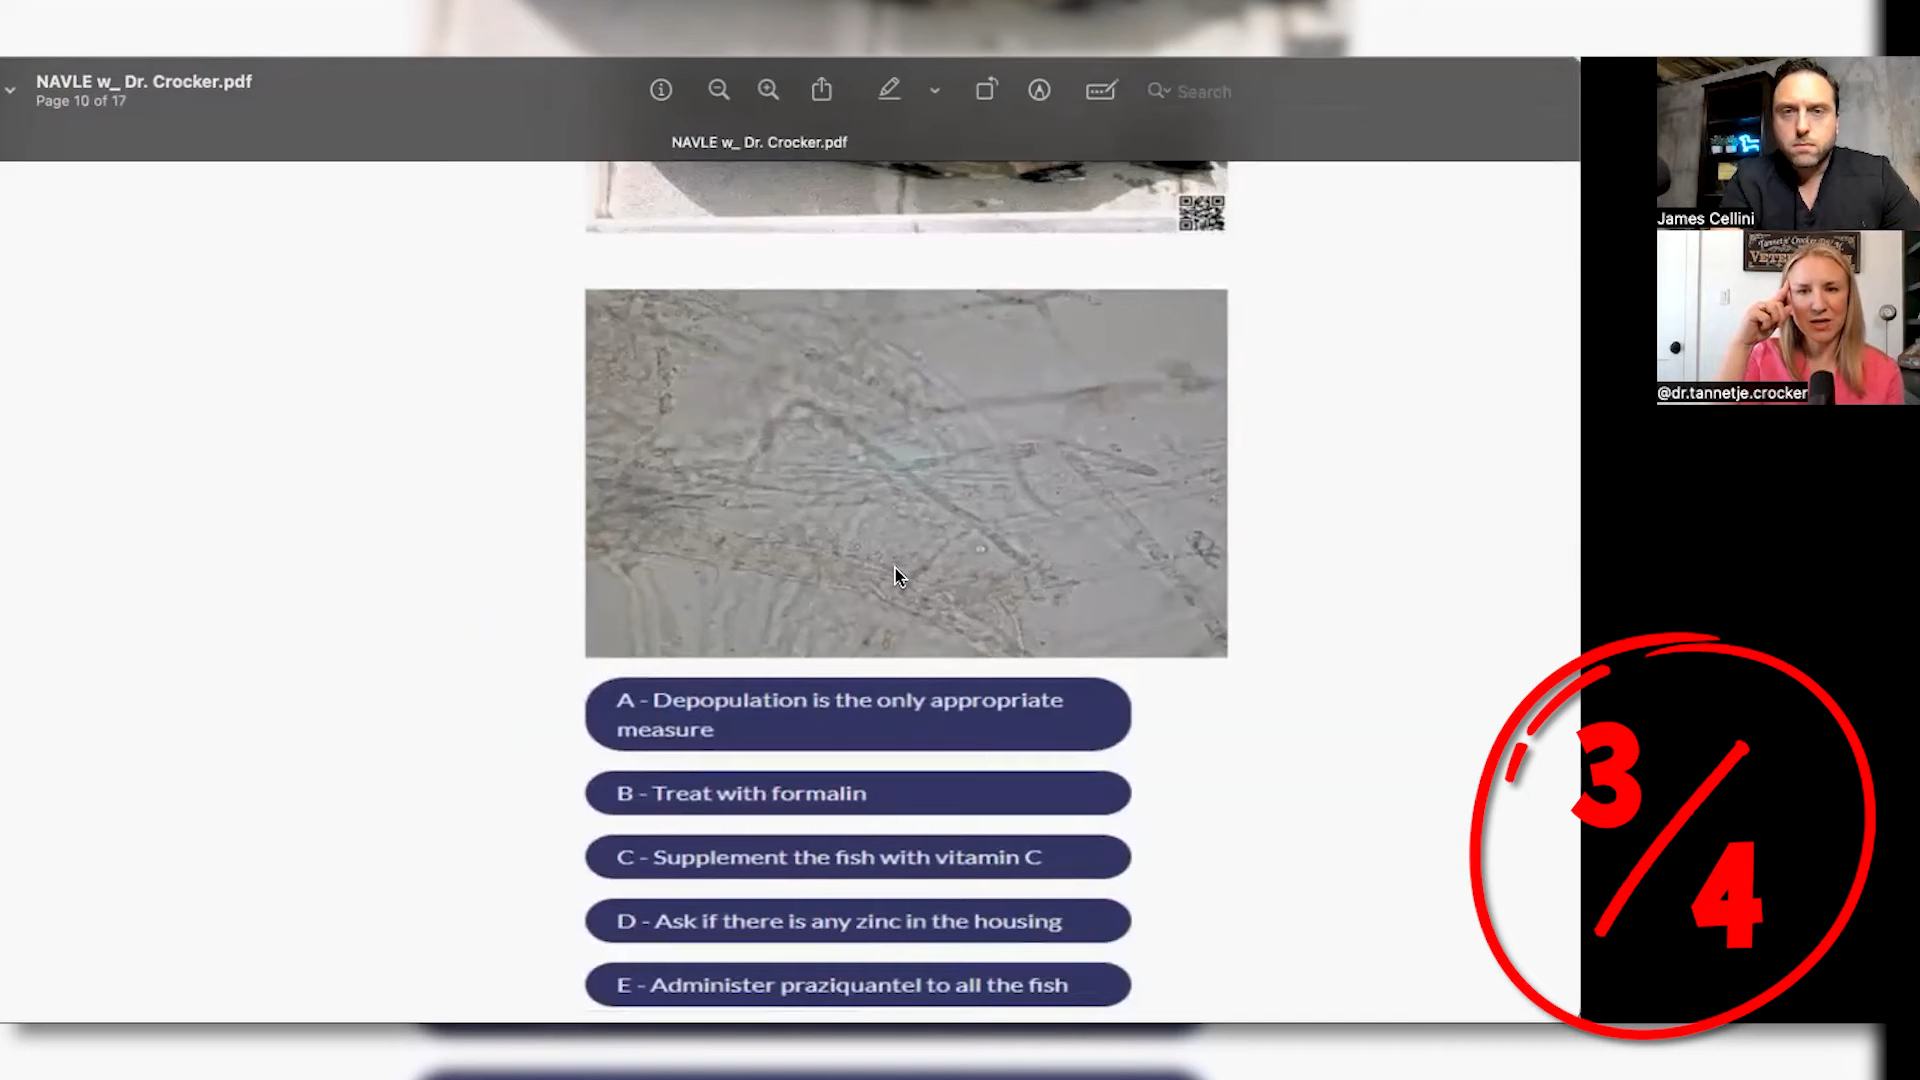 NAVLE w_ Dr. Crocker.pdf
Page 10 of 17
Search
NAVLE w_ Dr. Crocker.pdf
James Cellini
Tannetje' Crocker
@dr.tannetje.crocker
A - Depopulation is the only appropriate
measure
B - Treat with formalin
C - Supplement the fish with vitamin C
D - Ask if there is any zinc in the housing
E - Administer praziquantel to all the fish
3/4